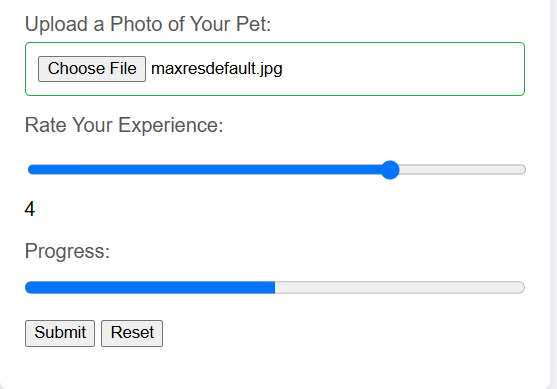 Upload a Photo of Your Pet:
Choose File maxresdefault.jpg
Rate Your Experience:
4
Progress:
Submit Reset